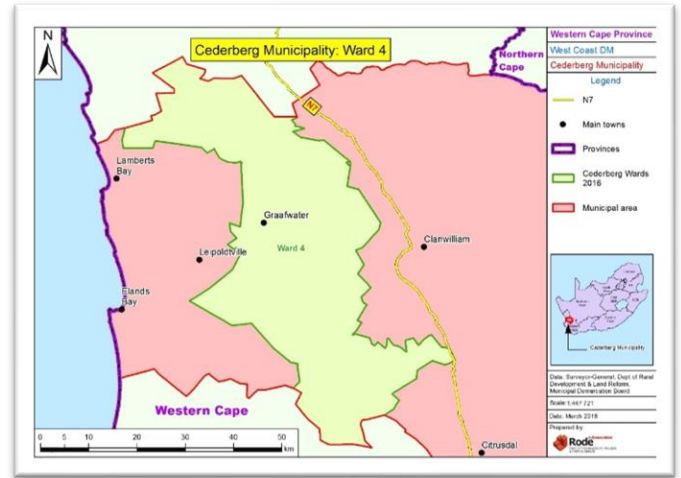 N
Cederberg Municipality: Ward 4
Northern
Cape
N7
Lamberts
Bay
Graafwater
Ward 4
Leipoldtville
Clanwilliam
Elands
Bay
Western Cape
Citrusdal
0 5 10 20 30 40 50
km
Western Cape Province
West Coast DM
Cederberg Municipality
Legend
N7
Main towns
Provinces
Cederberg Wards
2016
Municipal area
Cederberg Municipality
Data: Surveyor-General, Dept of Rural
Development & Land Reform,
Municipal Demarcation Board
Date: March 2018
Prepared by:
Rode